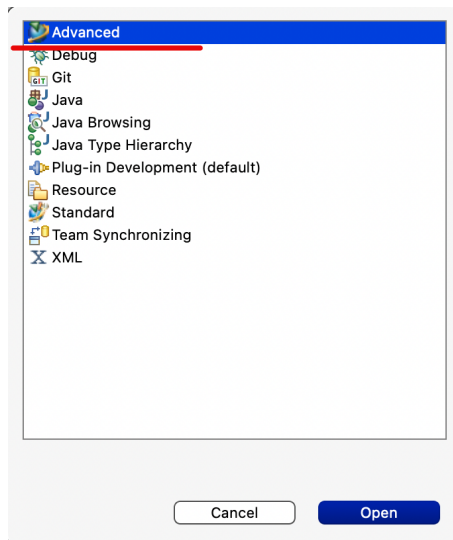 Advanced
Debug
GIT Git
Java
Java Browsing
Java Type Hierarchy
Plug-in Development (default)
Resource
Standard
Team Synchronizing
XML
Cancel Open